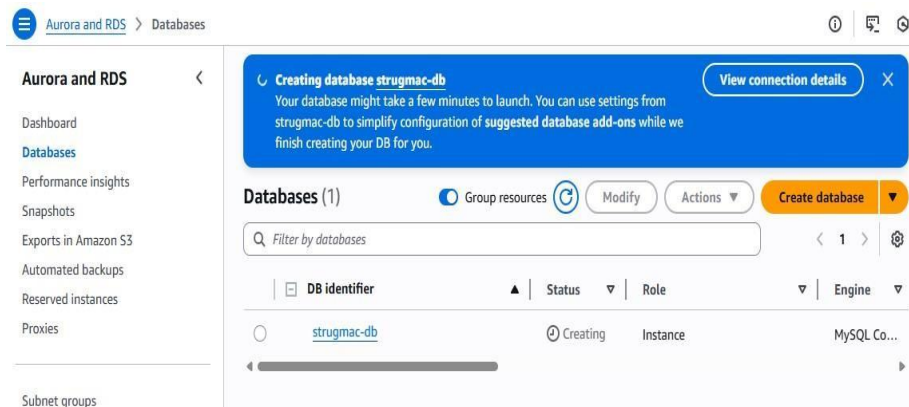 Aurora and RDS > Databases
Aurora and RDS
Dashboard
Databases
Performance insights
Snapshots
Exports in Amazon S3
Automated backups
Reserved instances
Proxies
Subnet groups
Creating database strugmac-db
View connection details
Your database might take a few minutes to launch. You can use settings from
strugmac-db to simplify configuration of suggested database add-ons while we
finish creating your DB for you.
Databases (1)
Group resources
Modify
Actions
Create database
Filter by databases
1
DB identifier Status Role Engine
strugmac-db Creating Instance MySQL Co...